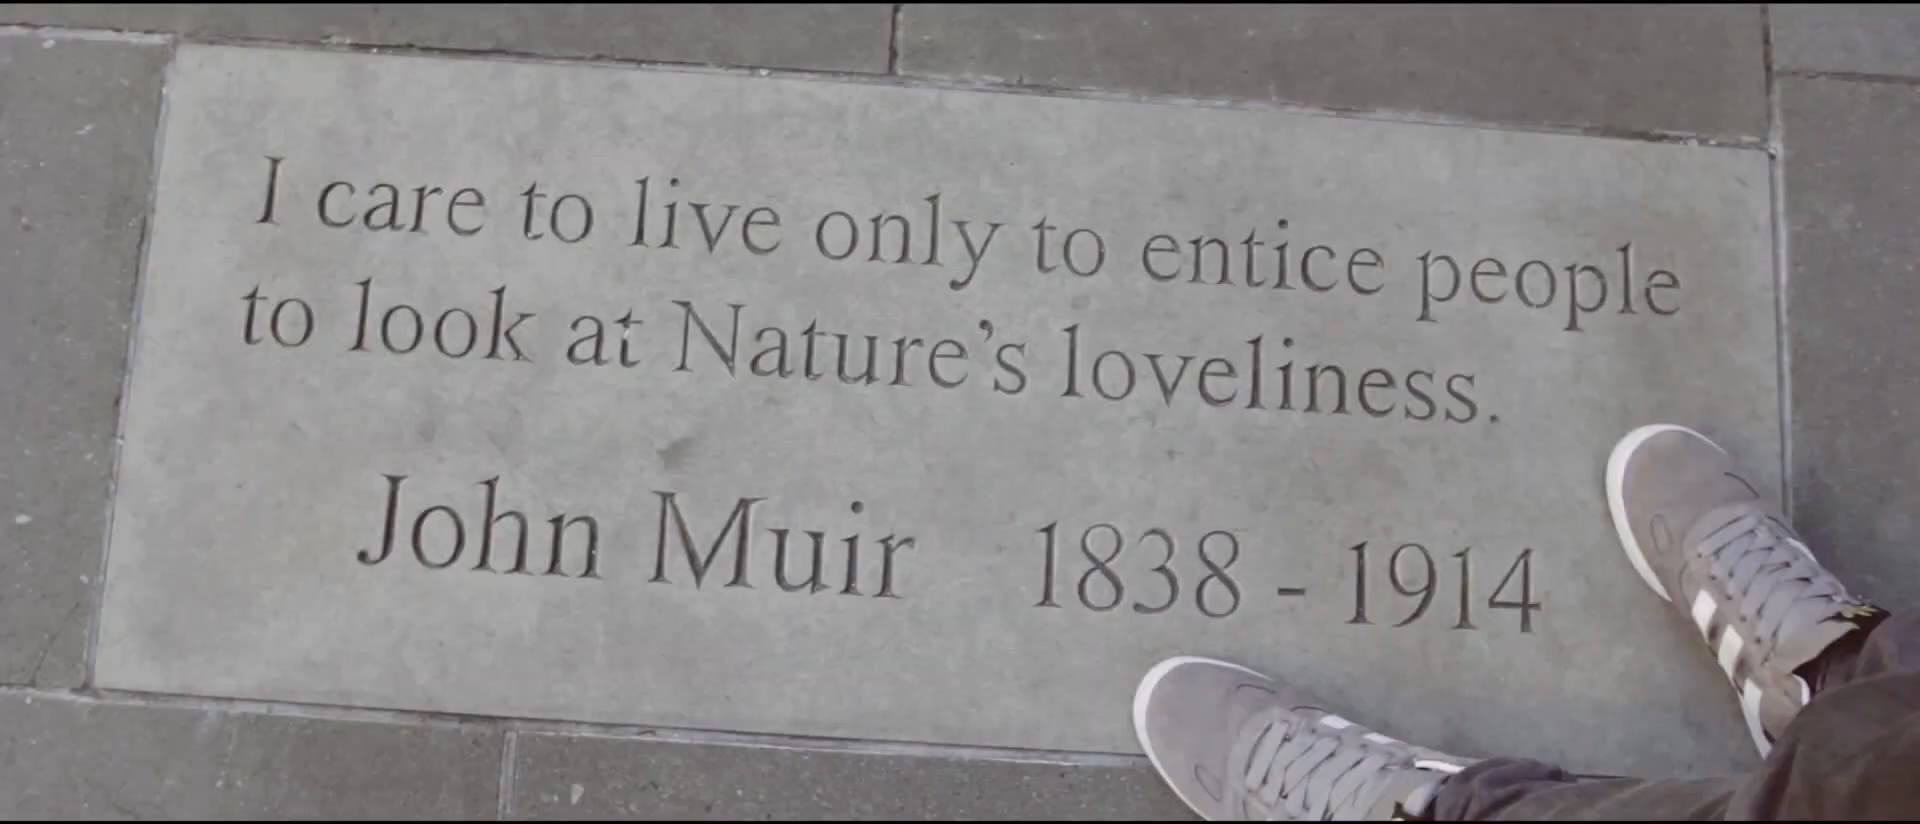 I care to live only to entice people
to look at Nature's loveliness.
John Muir 1838 - 1914